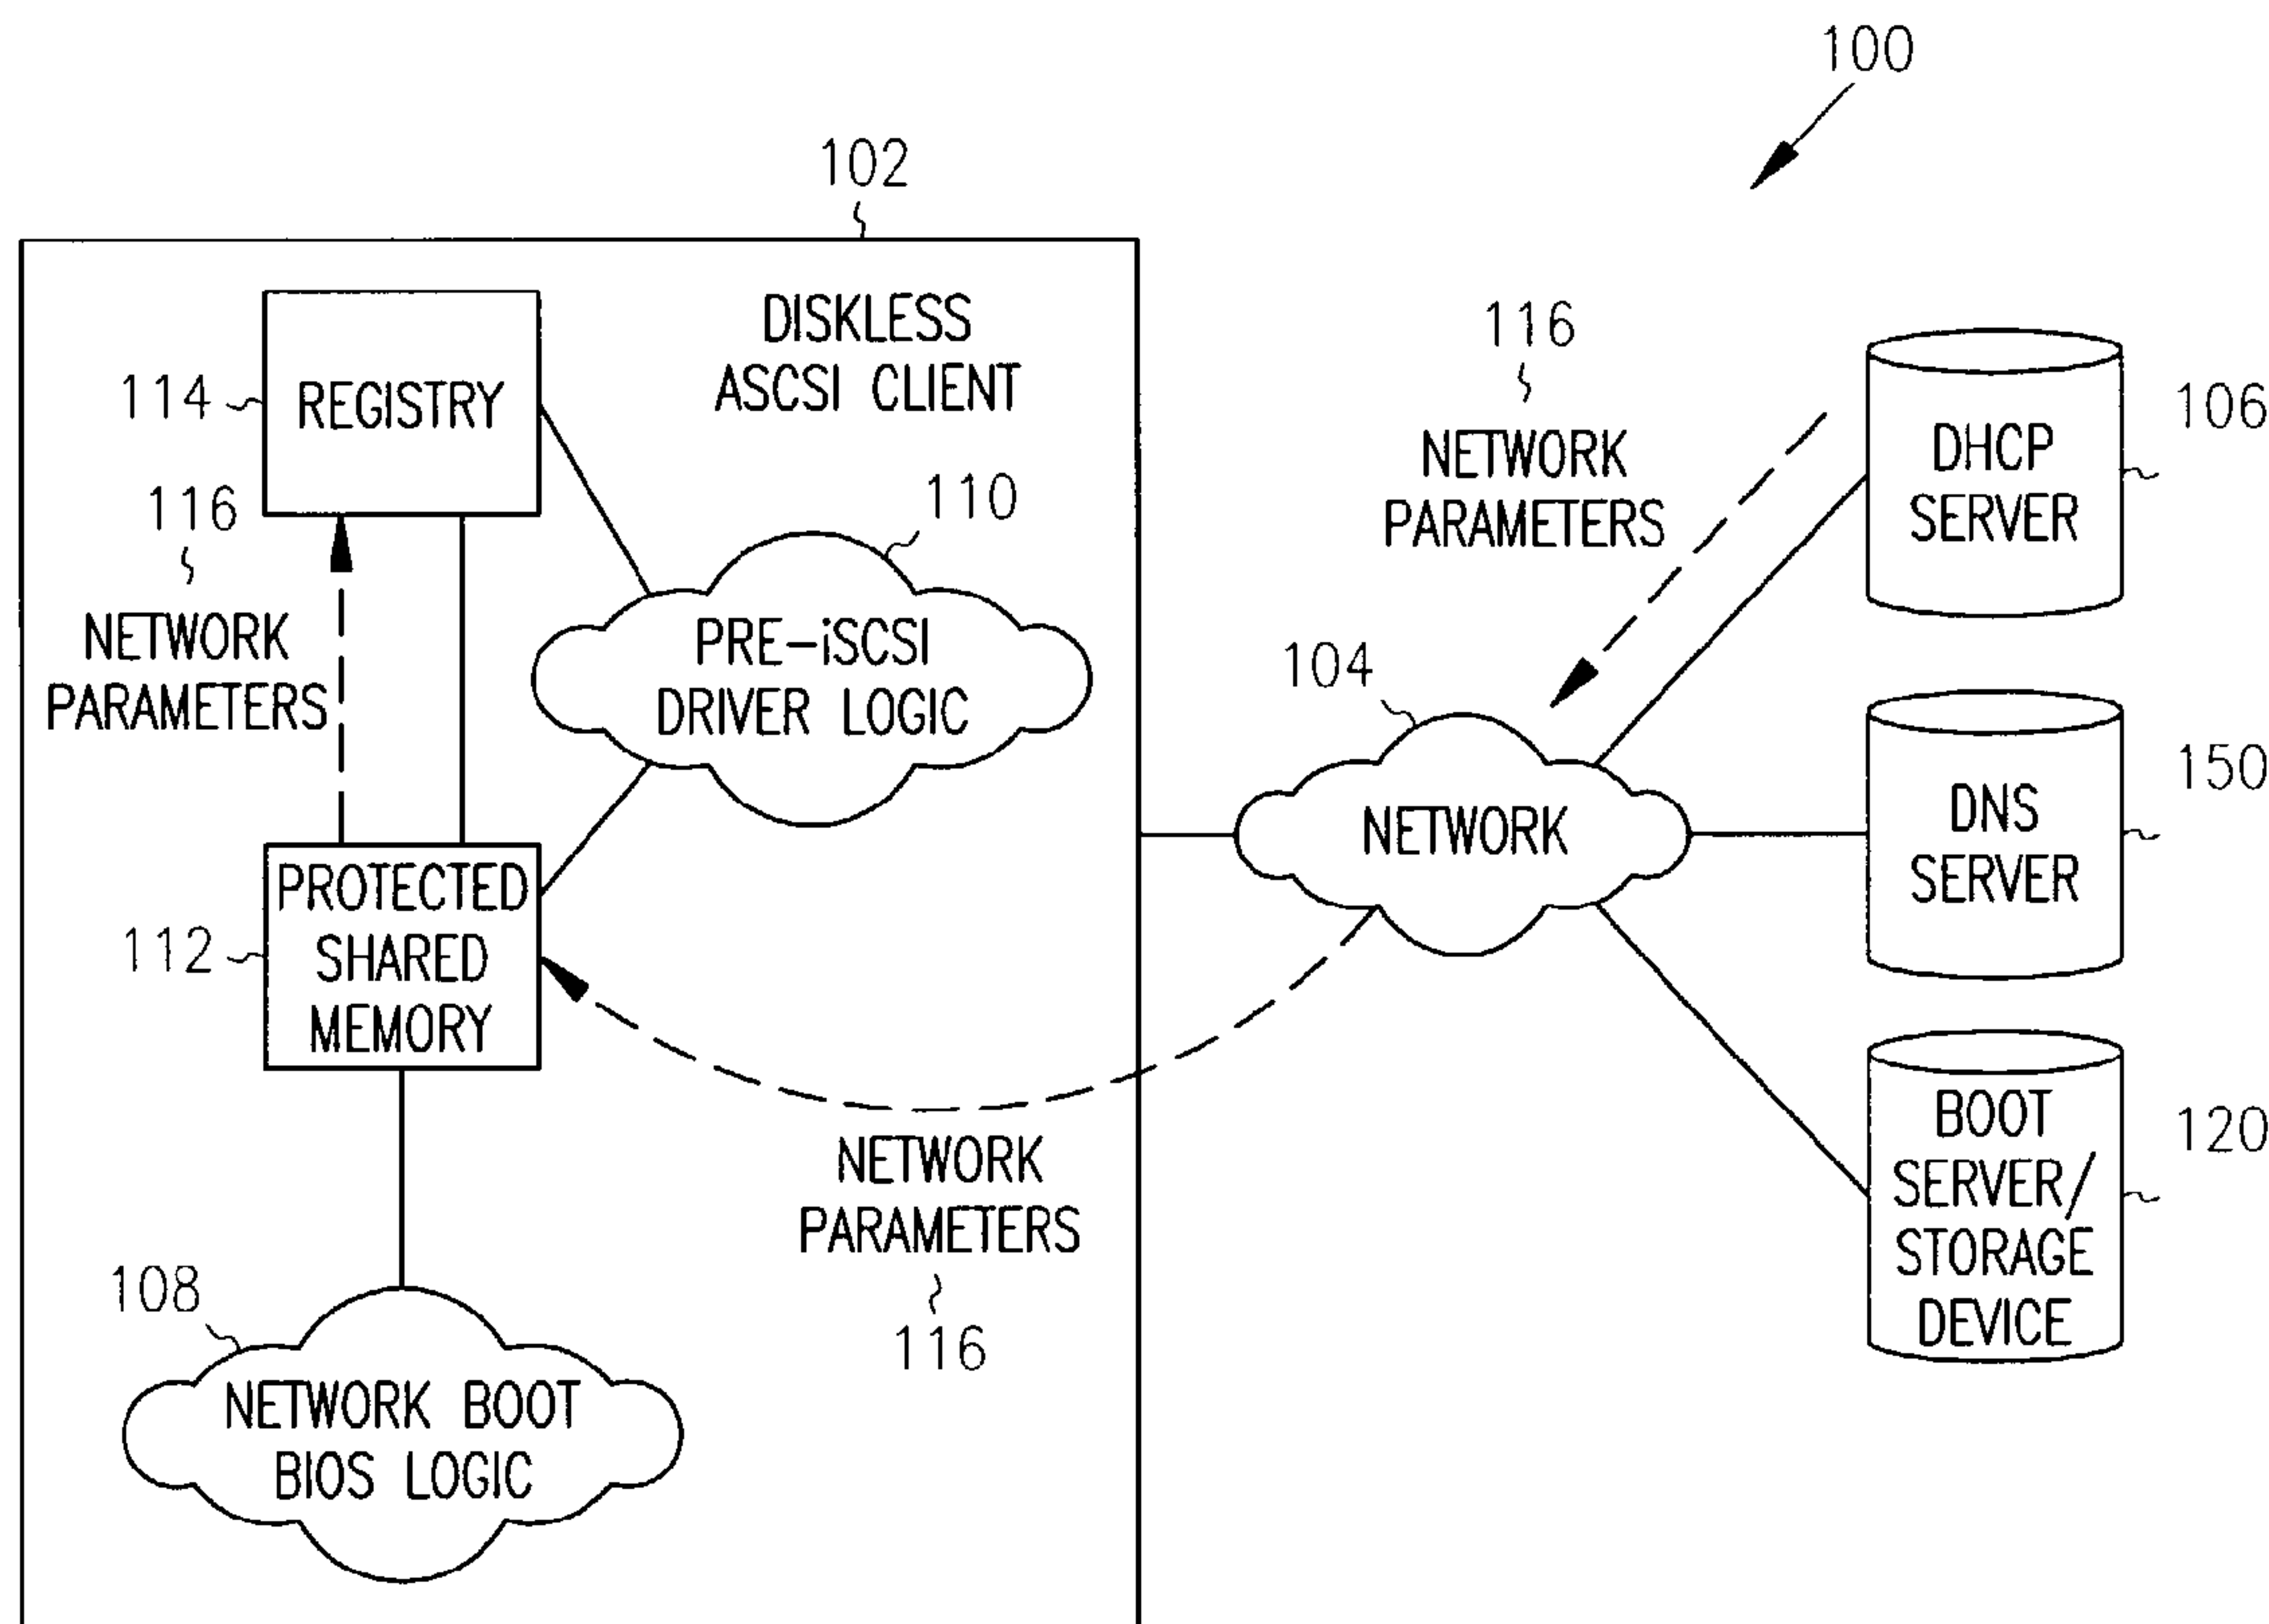 100
102
DISKLESS
ASCSI CLIENT
114
REGISTRY
116
NETWORK
PARAMETERS
110
PRE-iSCSI
DRIVER LOGIC
112
PROTECTED
SHARED
MEMORY
NETWORK
PARAMETERS
116
108
NETWORK BOOT
BIOS LOGIC
116
NETWORK
PARAMETERS
104
NETWORK
106
DHCP
SERVER
150
DNS
SERVER
120
BOOT
SERVER/
STORAGE
DEVICE